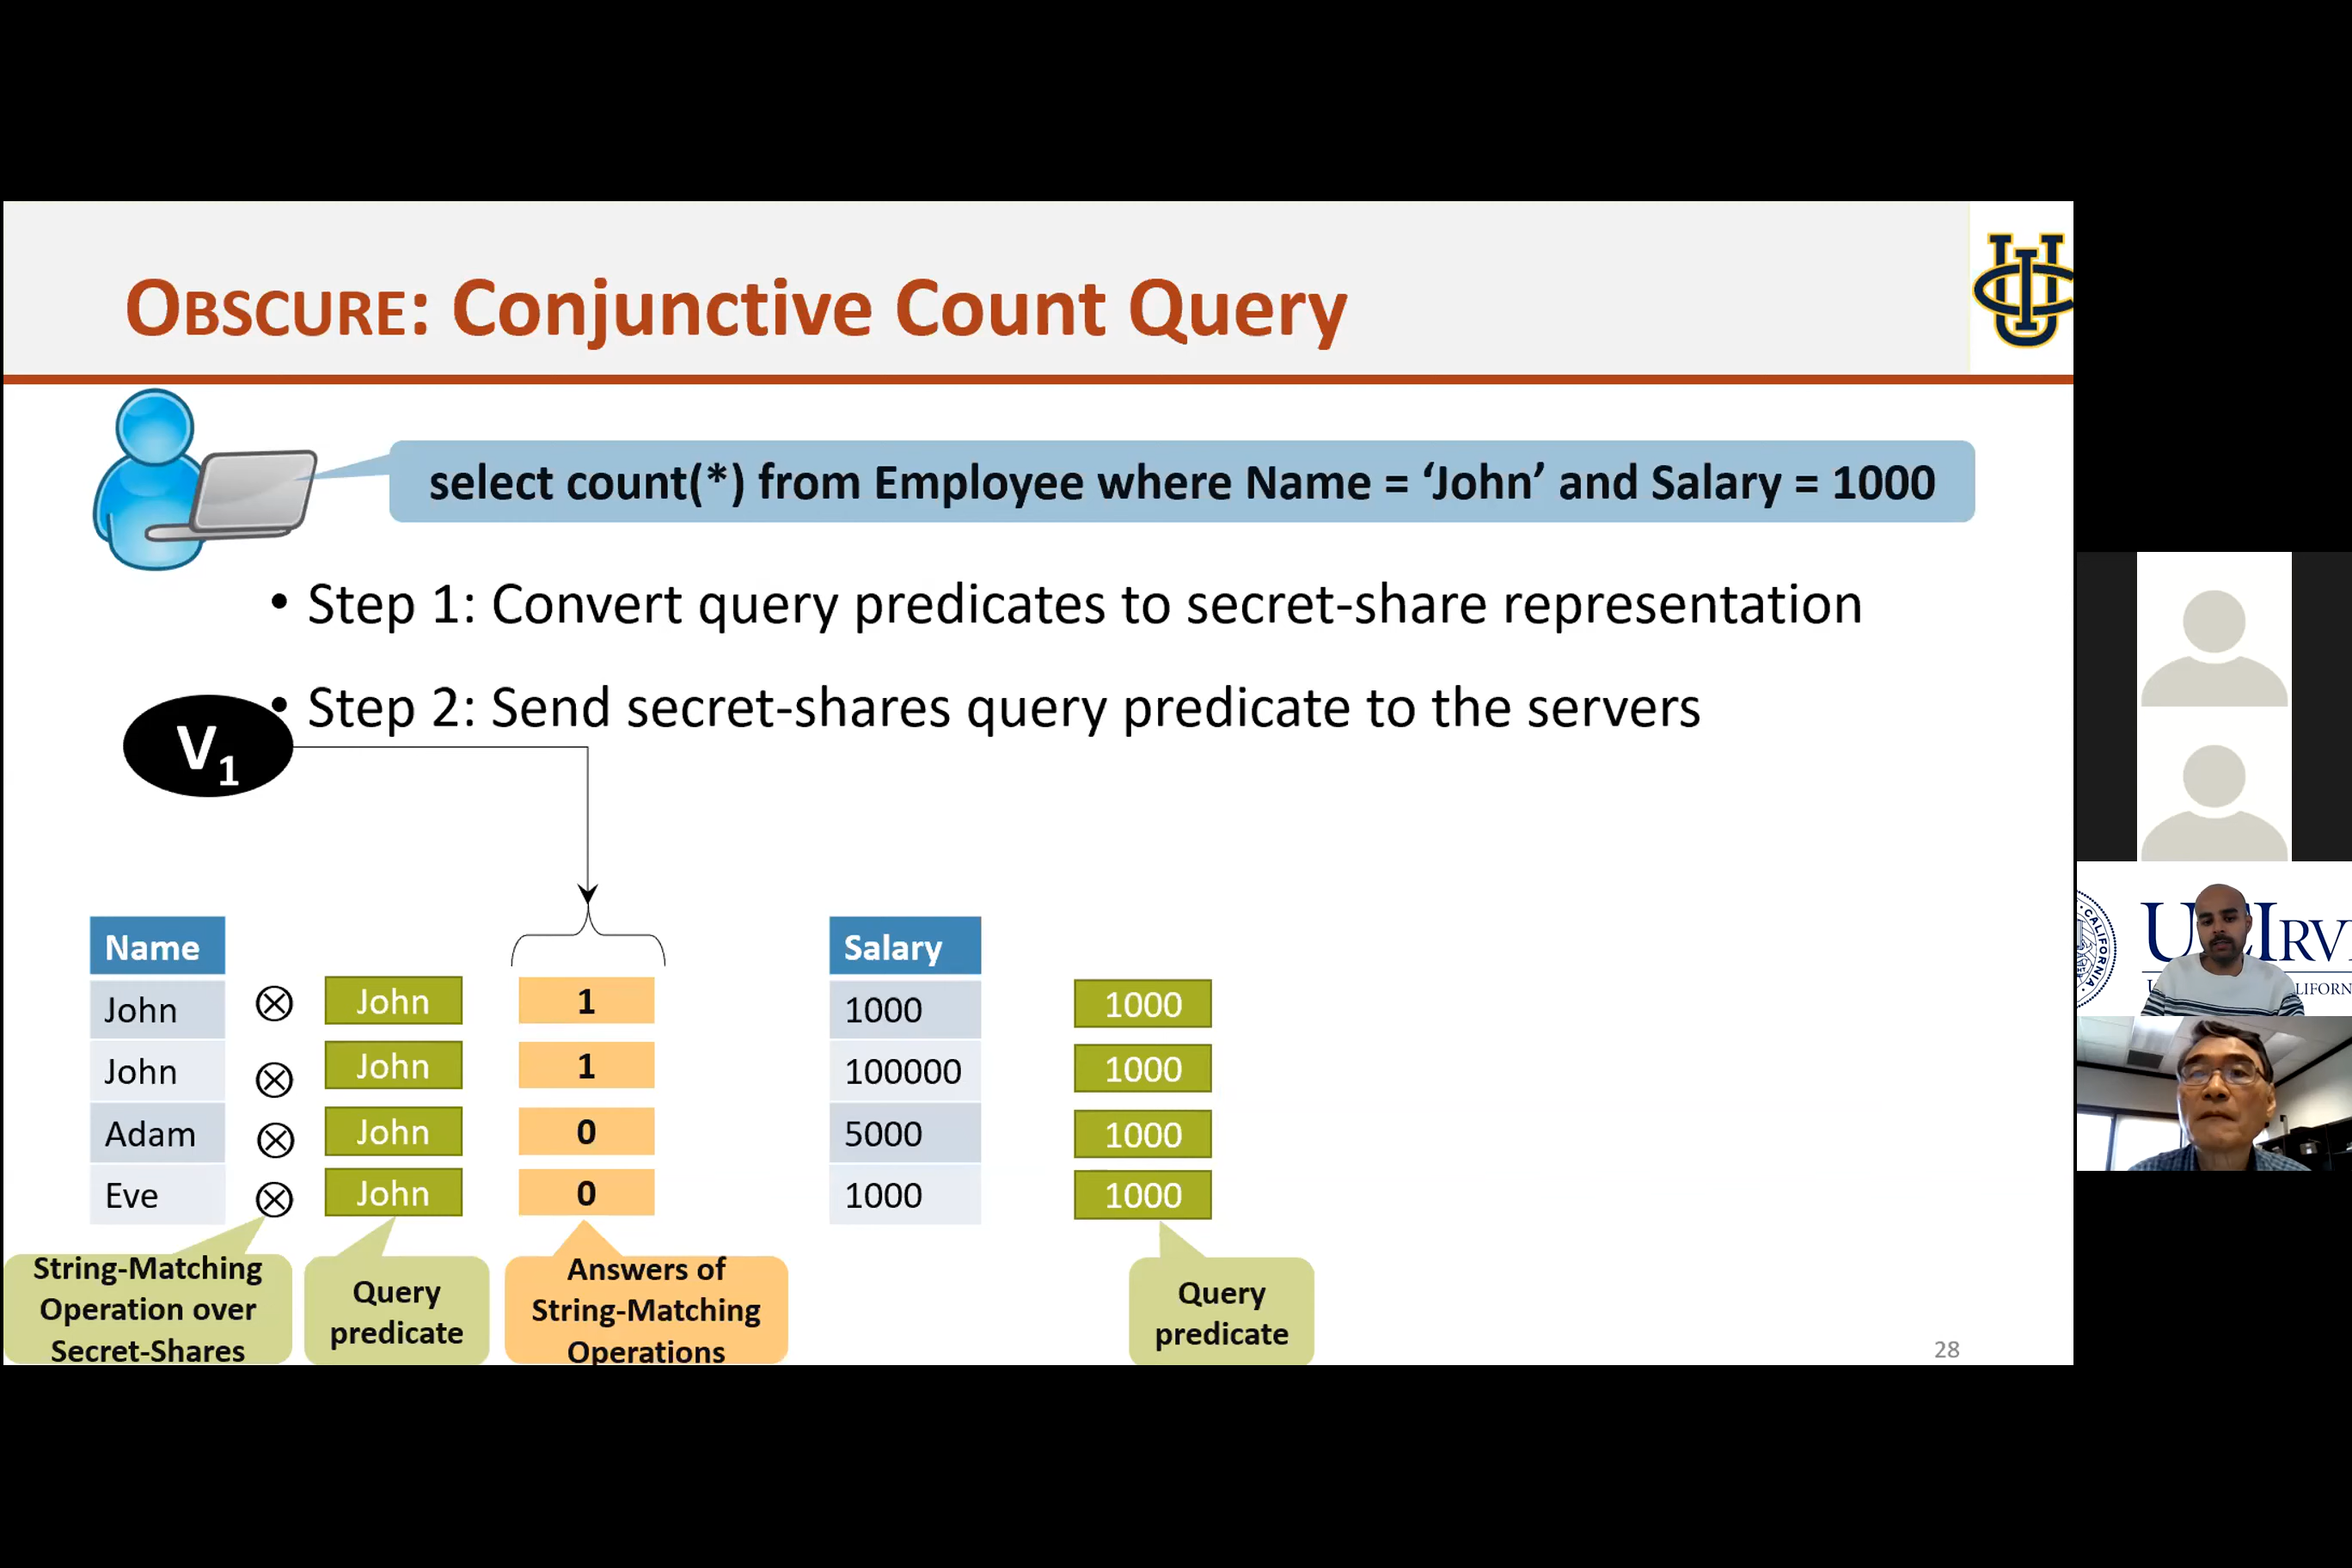 OBSCURE: Conjunctive Count Query
select count(*) from Employee where Name = ‘John’ and Salary = 1000
• Step 1: Convert query predicates to secret-share representation
• Step 2: Send secret-shares query predicate to the servers
V1
Name
John
John
Adam
Eve
⊗
⊗
⊗
⊗
John
John
John
John
1
1
0
0
Salary
1000
100000
5000
1000
1000
1000
1000
1000
String-Matching
Operation over
Secret-Shares
Query
predicate
Answers of
String-Matching
Operations
Query
predicate
28
CALIFORNIA